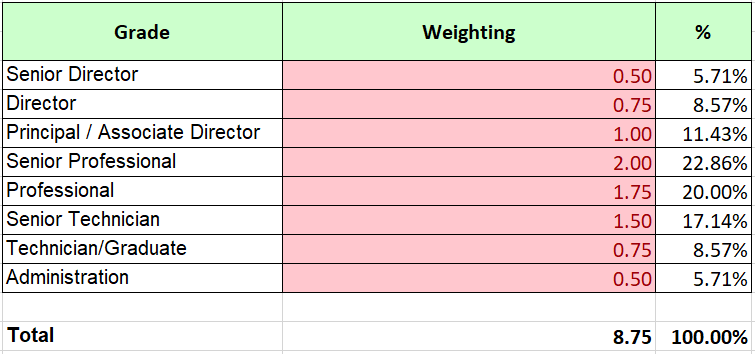 Grade Weighting %
Senior Director 0.50 5.71%
Director 0.75 8.57%
Principal / Associate Director 1.00 11.43%
Senior Professional 2.00 22.86%
Professional 1.75 20.00%
Senior Technician 1.50 17.14%
Technician/Graduate 0.75 8.57%
Administration 0.50 5.71%
Total 8.75 100.00%